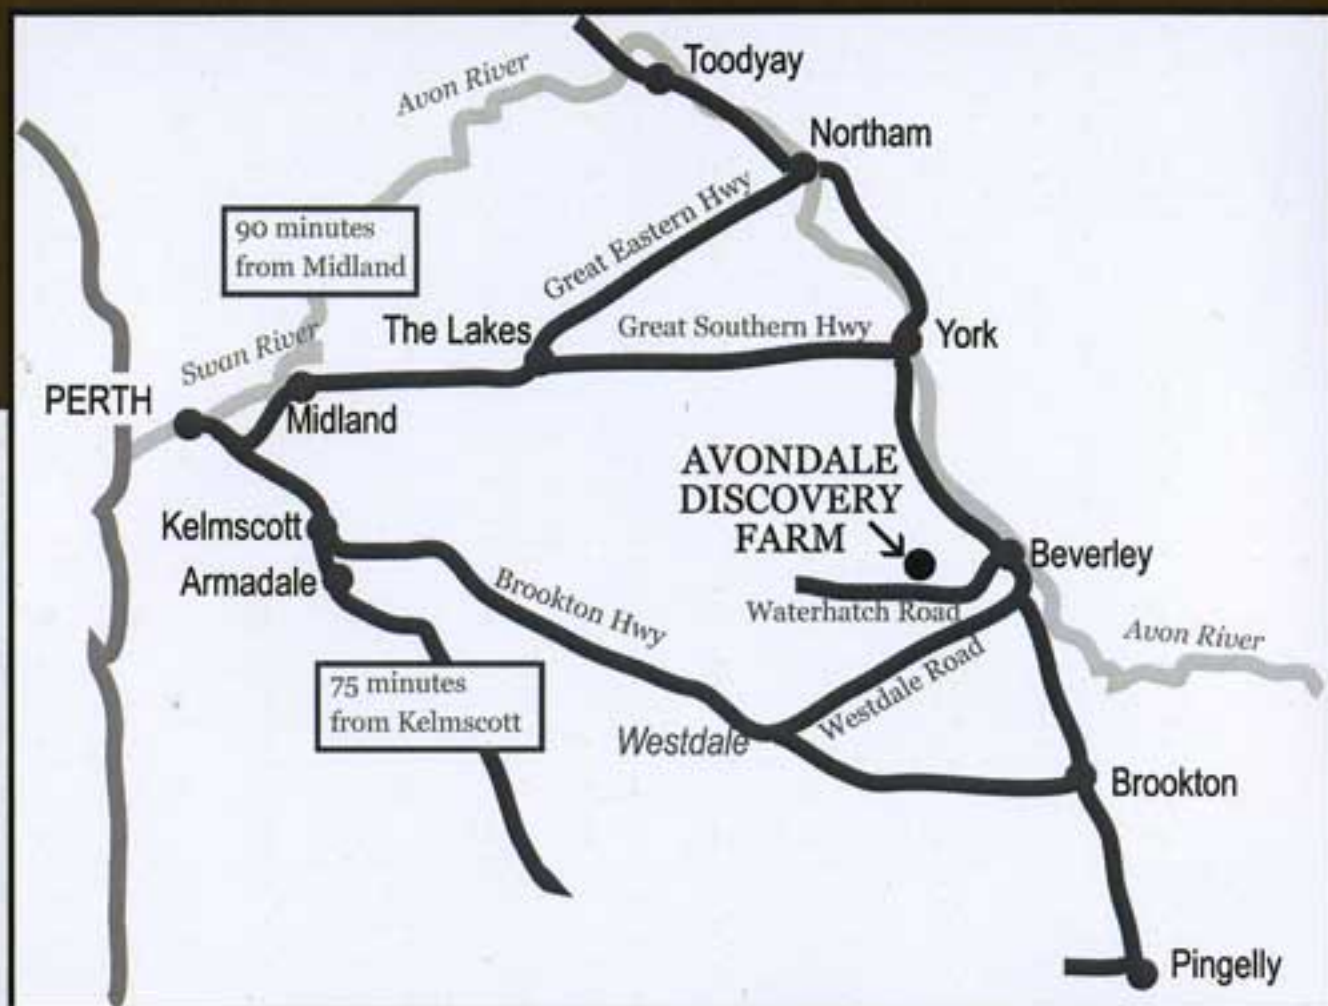 Toodyay
Avon River
Northam
90 minutes
from Midland
Great Eastern Hwy
The Lakes
Great Southern Hwy
York
Swan River
PERTH
Midland
AVONDALE
DISCOVERY
FARM
Kelmscott
Beverley
Armadale
Brookton Hwy
Waterhatch Road
Avon River
75 minutes
from Kelmscott
Westdale Road
Westdale
Brookton
Pingelly